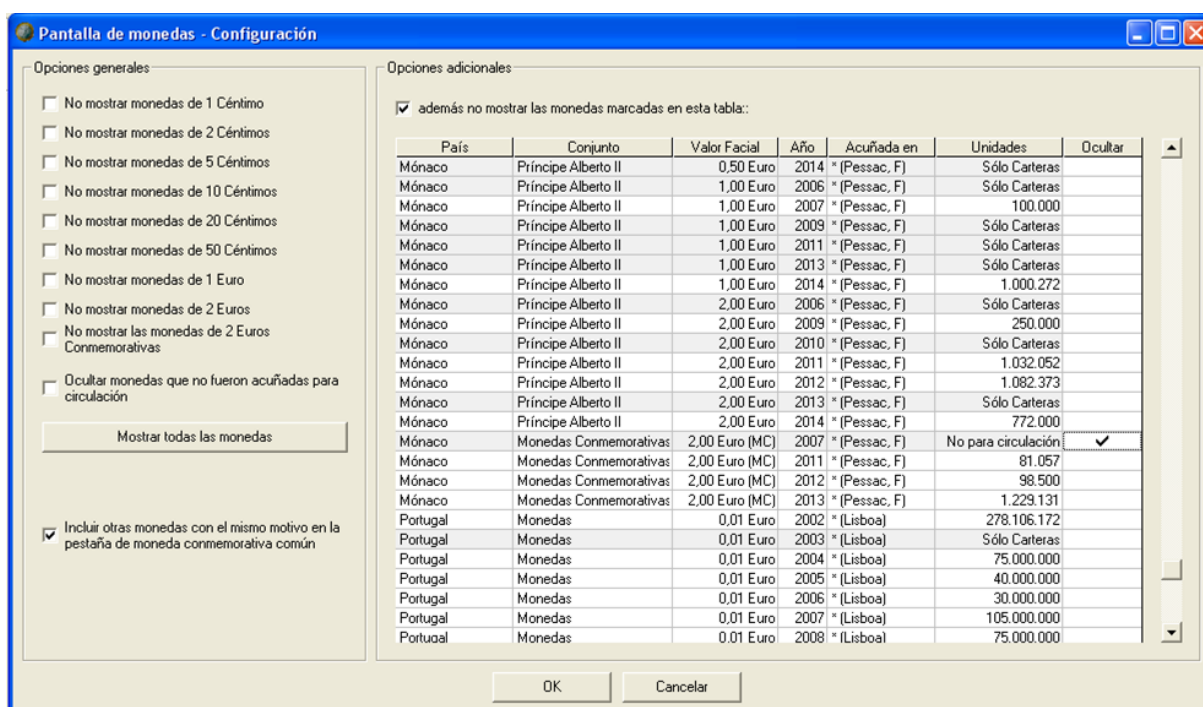 Pantalla de monedas - Configuración
Opciones generales
No mostrar monedas de 1 Céntimo
No mostrar monedas de 2 Céntimos
No mostrar monedas de 5 Céntimos
No mostrar monedas de 10 Céntimos
No mostrar monedas de 20 Céntimos
No mostrar monedas de 50 Céntimos
No mostrar monedas de 1 Euro
No mostrar monedas de 2 Euros
No mostrar las monedas de 2 Euros
Conmemorativas
Ocultar monedas que no fueron acuñadas para
circulación
Mostrar todas las monedas
Incluir otras monedas con el mismo motivo en la
pestaña de moneda conmemorativa común
Opciones adicionales
además no mostrar las monedas marcadas en esta tabla::
País Conjunto Valor Facial Año Acuñada en Unidades Ocultar
Mónaco Príncipe Alberto II 0,50 Euro 2014 * (Pessac, F) Sólo Carteras
Mónaco Príncipe Alberto II 1,00 Euro 2006 * (Pessac, F) Sólo Carteras
Mónaco Príncipe Alberto II 1,00 Euro 2007 * (Pessac, F) 100.000
Mónaco Príncipe Alberto II 1,00 Euro 2009 * (Pessac, F) Sólo Carteras
Mónaco Príncipe Alberto II 1,00 Euro 2011 * (Pessac, F) Sólo Carteras
Mónaco Príncipe Alberto II 1,00 Euro 2013 * (Pessac, F) Sólo Carteras
Mónaco Príncipe Alberto II 1,00 Euro 2014 * (Pessac, F) 1.000.272
Mónaco Príncipe Alberto II 2,00 Euro 2006 * (Pessac, F) Sólo Carteras
Mónaco Príncipe Alberto II 2,00 Euro 2009 * (Pessac, F) 250.000
Mónaco Príncipe Alberto II 2,00 Euro 2010 * (Pessac, F) Sólo Carteras
Mónaco Príncipe Alberto II 2,00 Euro 2011 * (Pessac, F) 1.032.052
Mónaco Príncipe Alberto II 2,00 Euro 2012 * (Pessac, F) 1.082.373
Mónaco Príncipe Alberto II 2,00 Euro 2013 * (Pessac, F) Sólo Carteras
Mónaco Príncipe Alberto II 2,00 Euro 2014 * (Pessac, F) 772.000
Mónaco Monedas Conmemorativas 2,00 Euro (MC) 2007 * (Pessac, F) No para circulación ✓
Mónaco Monedas Conmemorativas 2,00 Euro (MC) 2011 * (Pessac, F) 81.057
Mónaco Monedas Conmemorativas 2,00 Euro (MC) 2012 * (Pessac, F) 98.500
Mónaco Monedas Conmemorativas 2,00 Euro (MC) 2013 * (Pessac, F) 1.229.131
Portugal Monedas 0,01 Euro 2002 * (Lisboa) 278.106.172
Portugal Monedas 0,01 Euro 2003 * (Lisboa) Sólo Carteras
Portugal Monedas 0,01 Euro 2004 * (Lisboa) 75.000.000
Portugal Monedas 0,01 Euro 2005 * (Lisboa) 40.000.000
Portugal Monedas 0,01 Euro 2006 * (Lisboa) 30.000.000
Portugal Monedas 0,01 Euro 2007 * (Lisboa) 105.000.000
Portugal Monedas 0,01 Euro 2008 * (Lisboa) 75.000.000
OK Cancelar